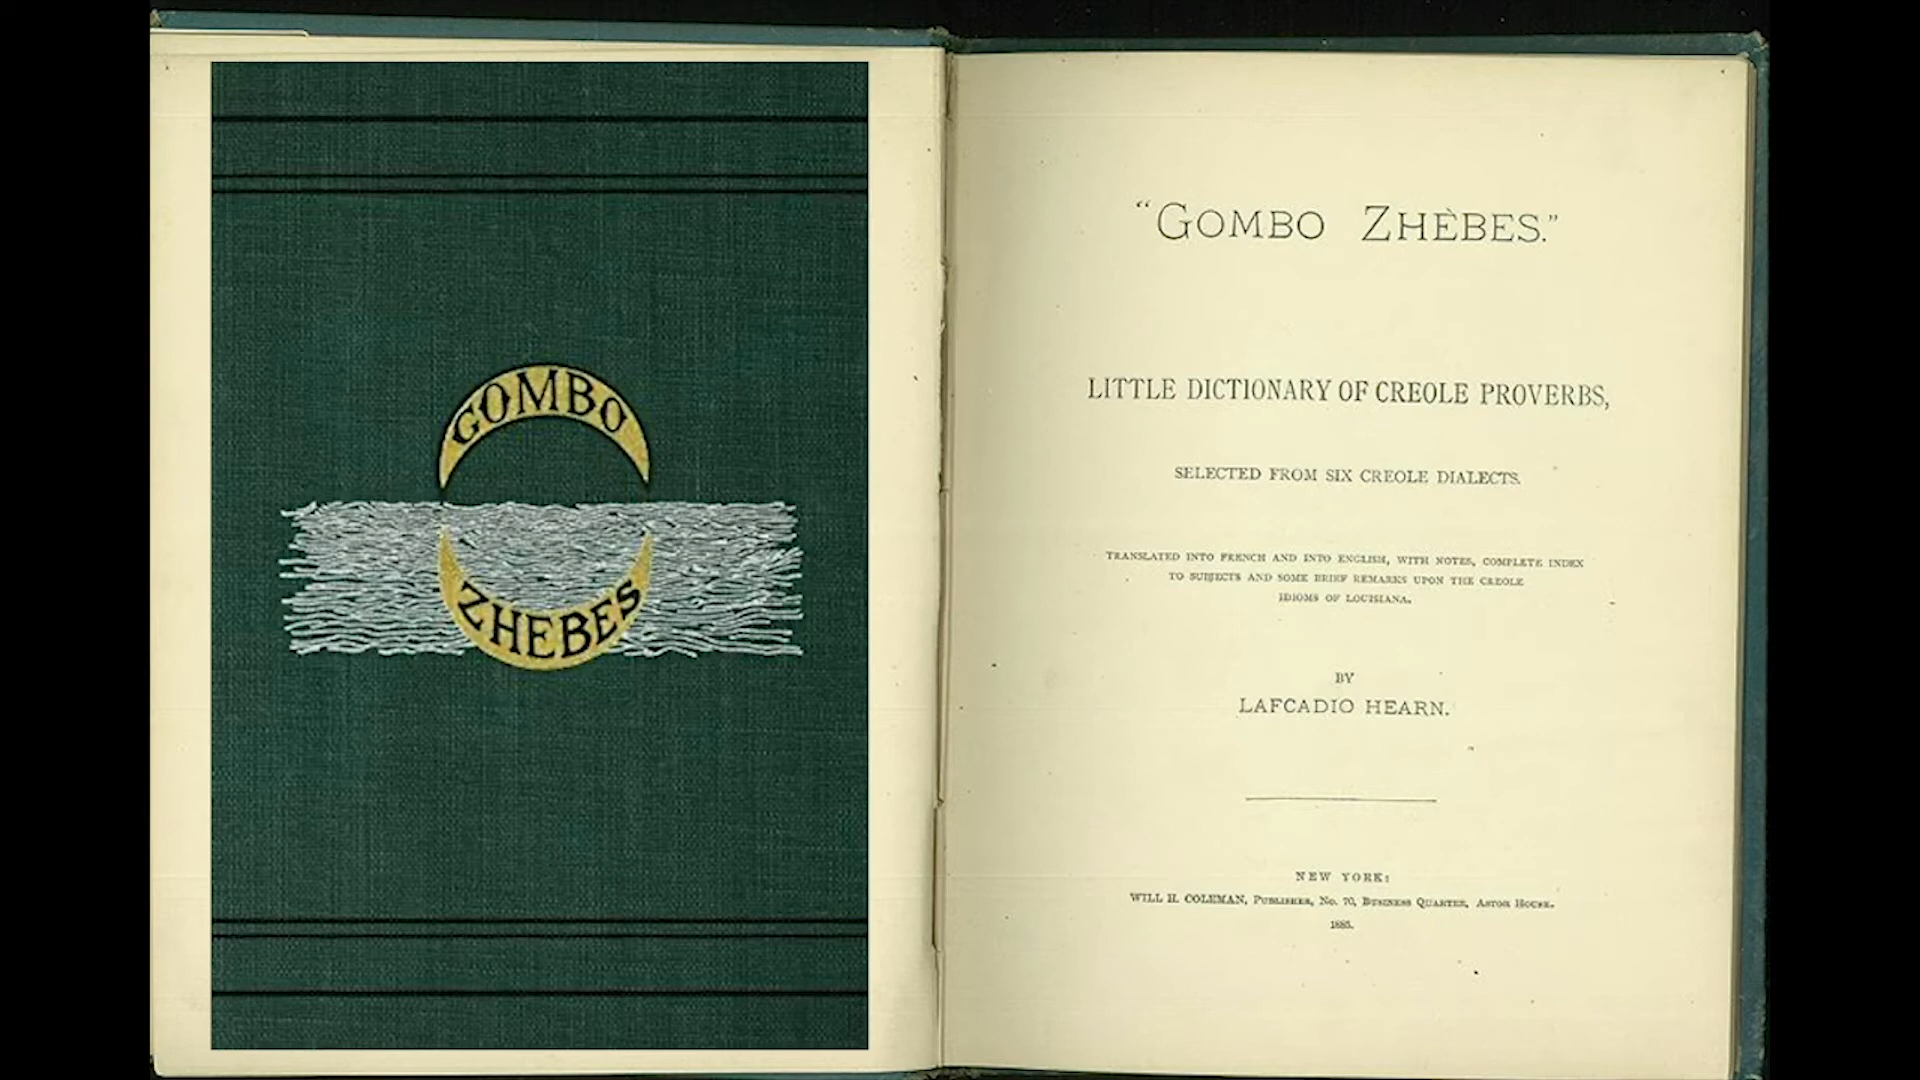 GOMBO
ZHEBES
"GOMBO ZHÈBES."
LITTLE DICTIONARY OF CREOLE PROVERBS,
SELECTED FROM SIX CREOLE DIALECTS.
TRANSLATED INTO FRENCH AND INTO ENGLISH, WITH NOTES, COMPLETE INDEX
TO SUBJECTS AND SOME BRIEF REMARKS UPON THE CREOLE
IDIOMS OF LOUISIANA.
BY
LAFCADIO HEARN.
NEW YORK:
WILL H. COLEMAN, PUBLISHER, No. 70, BUSINESS QUARTER, ASTOR HOUSE.
1885.